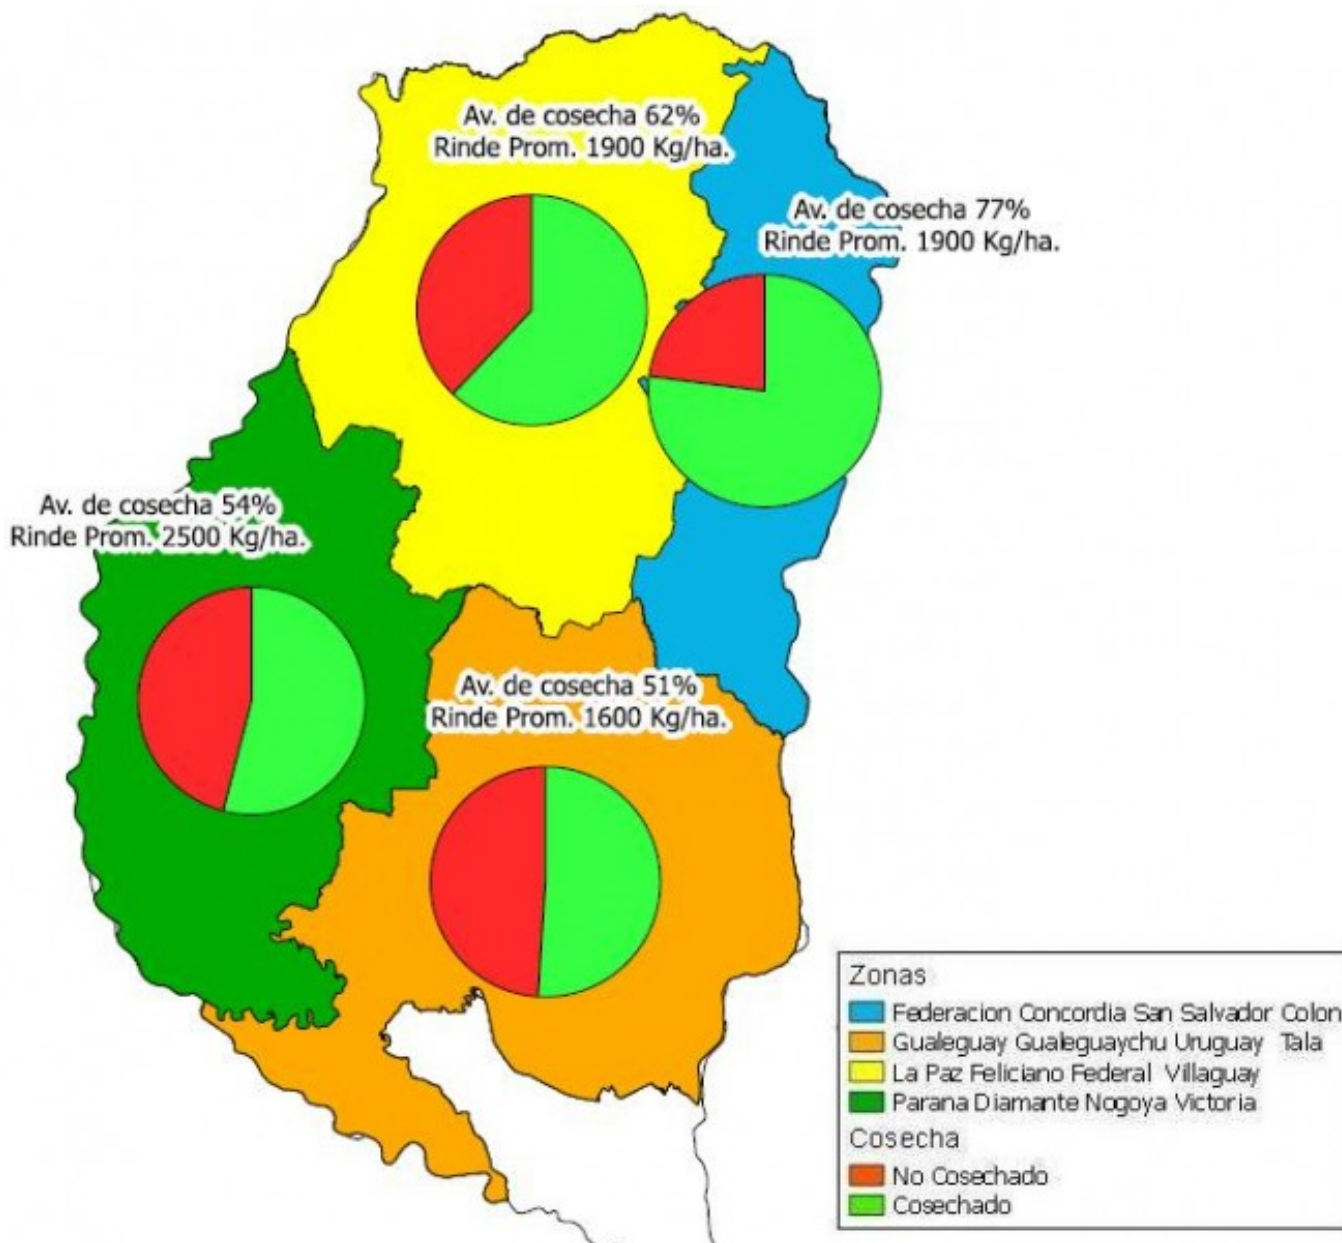 Av. de cosecha 62%
Rinde Prom. 1900 Kg/ha.
Av. de cosecha 77%
Rinde Prom. 1900 Kg/ha.
Av. de cosecha 54%
Rinde Prom. 2500 Kg/ha.
Av. de cosecha 51%
Rinde Prom. 1600 Kg/ha.
Zonas
Federacion Concordia San Salvador Colon
Gualeguay Gualeguaychu Uruguay Tala
La Paz Feliciano Federal Villaguay
Parana Diamante Nogoya Victoria
Cosecha
No Cosechado
Cosechado